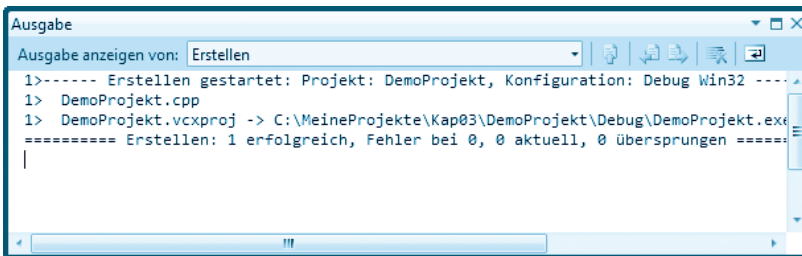 Ausgabe
Ausgabe anzeigen von: Erstellen
1>------ Erstellen gestartet: Projekt: DemoProjekt, Konfiguration: Debug Win32 ----
1>  DemoProjekt.cpp
1>  DemoProjekt.vcxproj -> C:\MeineProjekte\Kap03\DemoProjekt\Debug\DemoProjekt.exe
========== Erstellen: 1 erfolgreich, Fehler bei 0, 0 aktuell, 0 übersprungen ======